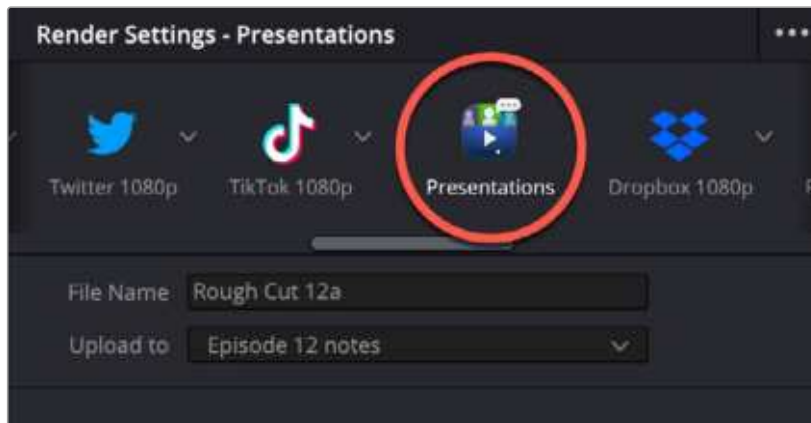 Render Settings - Presentations
Twitter 1080p
TikTok 1080p
Presentations
Dropbox 1080p
File Name
Rough Cut 12a
Upload to
Episode 12 notes